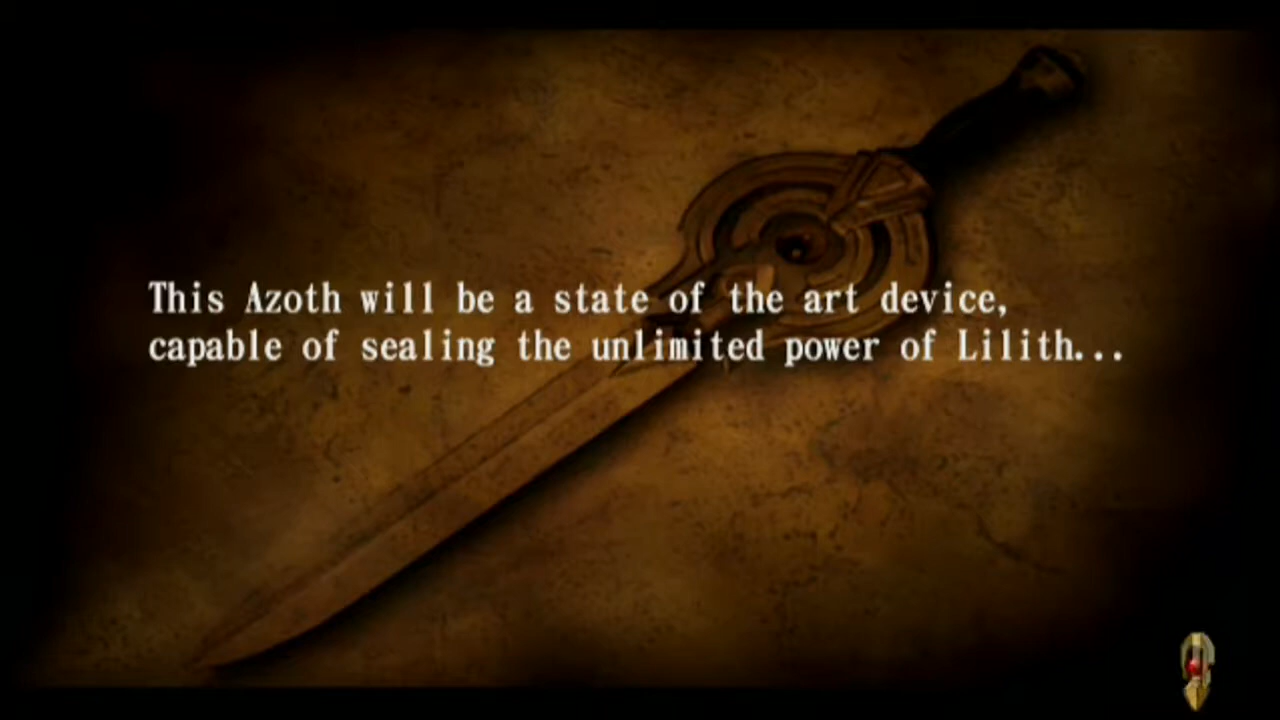 This Azoth will be a state of the art device,
capable of sealing the unlimited power of Lilith...